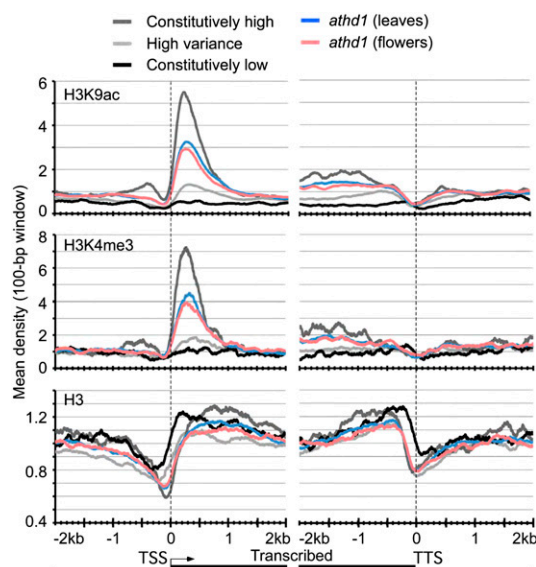 Constitutively high
High variance
Constitutively low
athd1 (leaves)
athd1 (flowers)
Mean density (100-bp window)
H3K9ac
6
4
2
0
H3K4me3
8
6
4
2
0
H3
1.2
1.0
0.8
0.4
-2kb -1 0 1 2kb -2kb -1 0 1 2kb
TSS Transcribed TTS